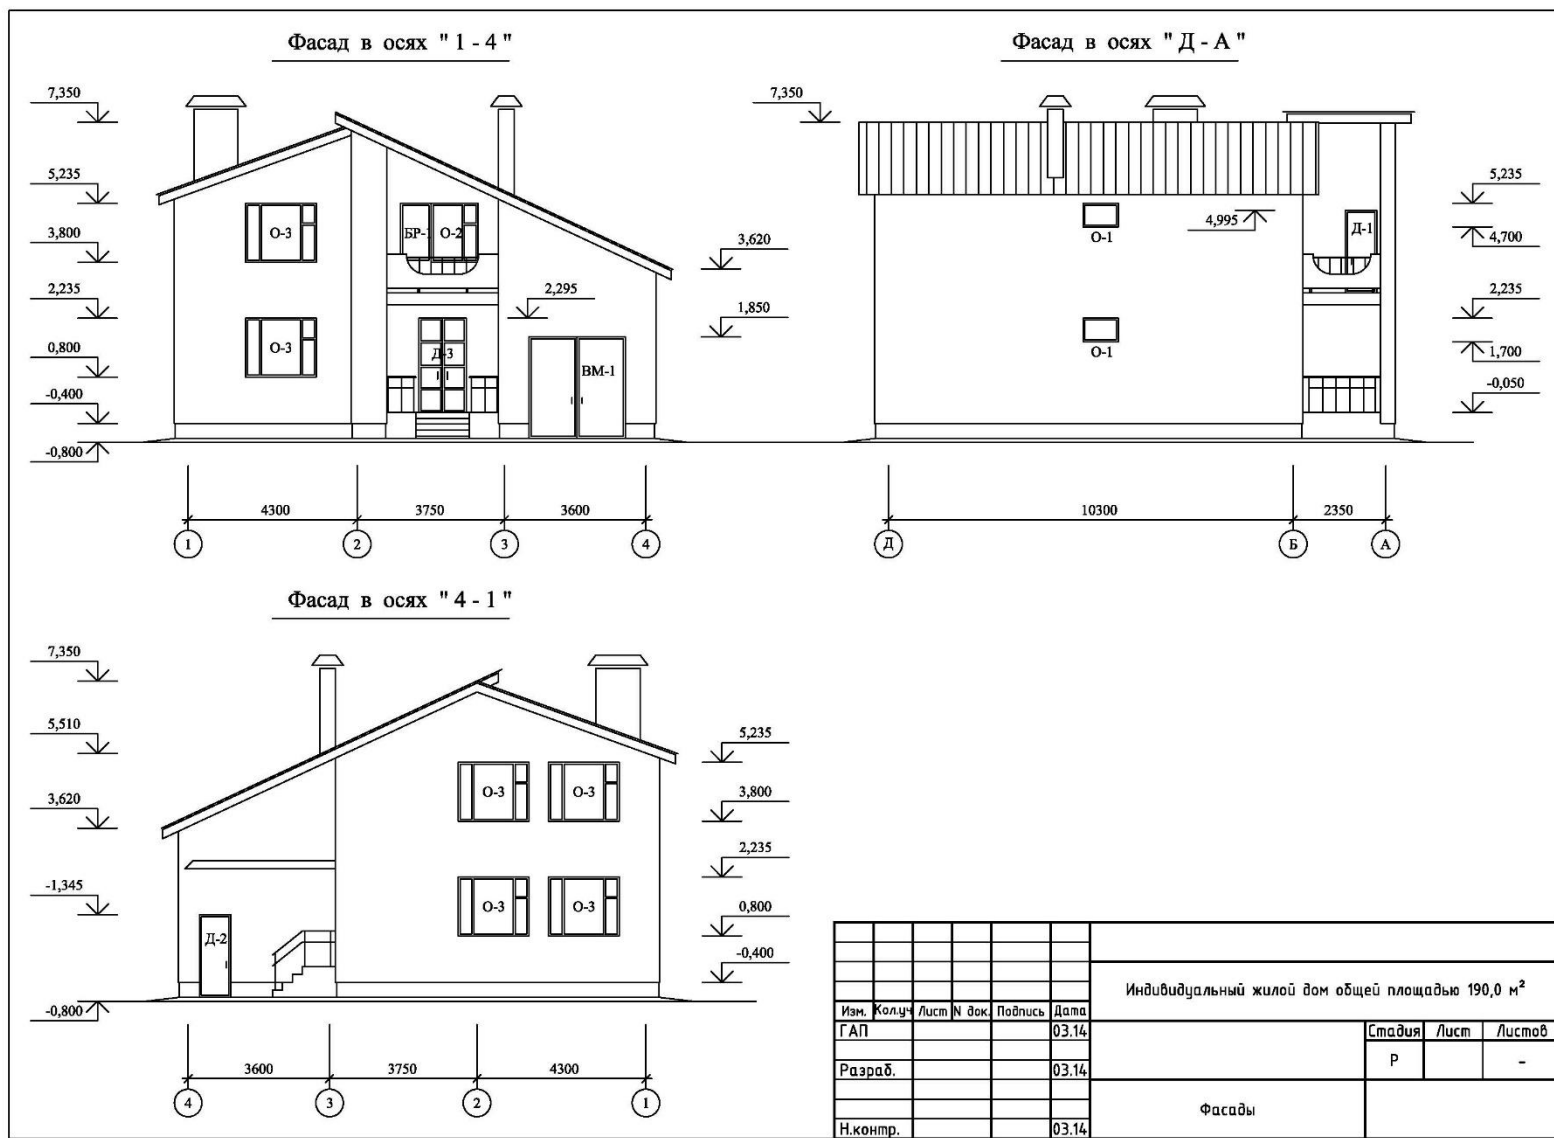 Фасад в осях " 1 - 4 "
7,350
5,235
3,800
2,235
0,800
-0,400
-0,800
О-3
О-3
БР-1
О-2
Д-3
ВМ-1
2,295
3,620
1,850
4300
3750
3600
1
2
3
4
Фасад в осях " Д - А "
7,350
О-1
О-1
4,995
Д-1
5,235
4,700
2,235
1,700
-0,050
10300
2350
Д
Б
А
Фасад в осях " 4 - 1 "
7,350
5,510
3,620
-1,345
-0,800
Д-2
О-3
О-3
О-3
О-3
5,235
3,800
2,235
0,800
-0,400
3600
3750
4300
4
3
2
1
Индивидуальный жилой дом общей площадью 190,0 м²
Изм. Кол.уч Лист N док. Подпись Дата
ГАП 03.14
Стадия Лист Листов
Р -
Разраб. 03.14
Фасады
Н.контр. 03.14